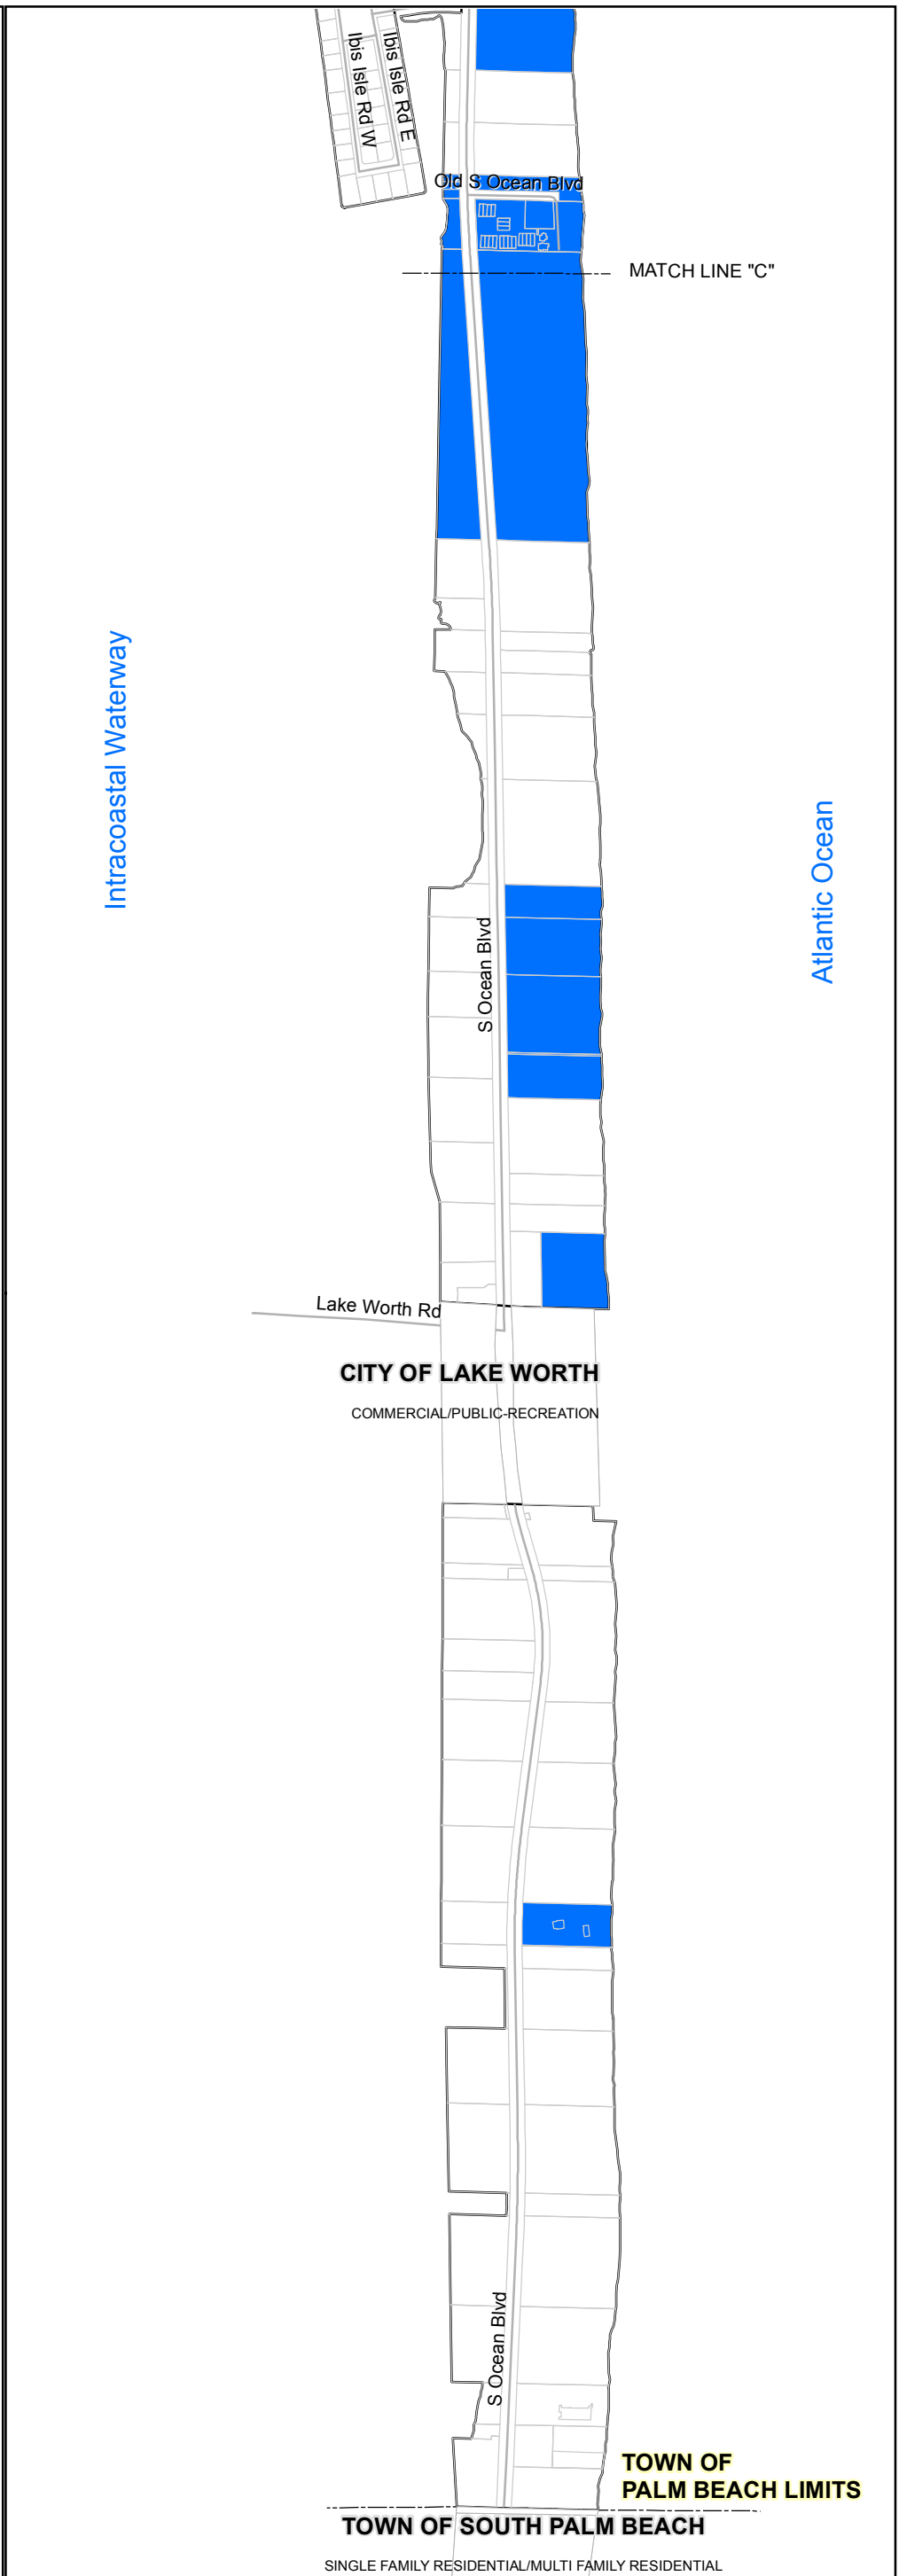 Ibis Isle Rd W
Ibis Isle Rd E
Old S Ocean Blvd
MATCH LINE "C"
Intracoastal Waterway
Atlantic Ocean
S Ocean Blvd
Lake Worth Rd
CITY OF LAKE WORTH
COMMERCIAL/PUBLIC-RECREATION
S Ocean Blvd
TOWN OF
PALM BEACH LIMITS
TOWN OF SOUTH PALM BEACH
SINGLE FAMILY RESIDENTIAL/MULTI FAMILY RESIDENTIAL